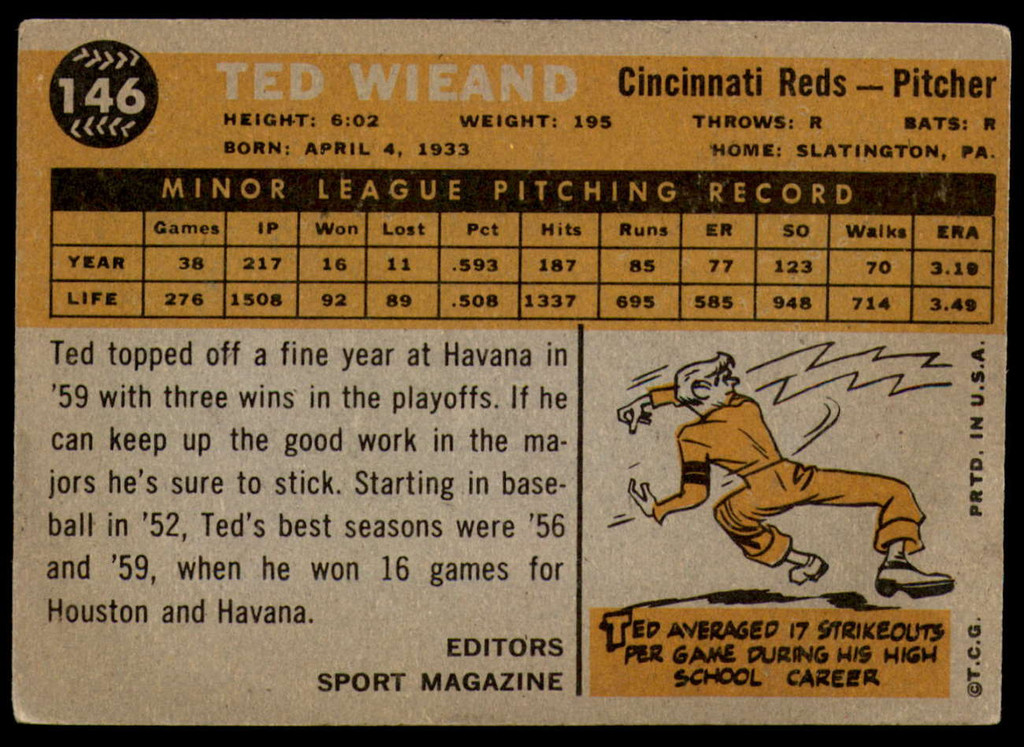 146
TED WIEAND
Cincinnati Reds — Pitcher
HEIGHT: 6:02 WEIGHT: 195 THROWS: R BATS: R
BORN: APRIL 4, 1933 HOME: SLATINGTON, PA.
MINOR LEAGUE PITCHING RECORD
Games IP Won Lost Pct Hits Runs ER SO Walks ERA
YEAR 38 217 16 11 .593 187 85 77 123 70 3.19
LIFE 276 1508 92 89 .508 1337 695 585 948 714 3.49
Ted topped off a fine year at Havana in
'59 with three wins in the playoffs. If he
can keep up the good work in the ma-
jors he's sure to stick. Starting in base-
ball in '52, Ted's best seasons were '56
and '59, when he won 16 games for
Houston and Havana.
EDITORS
SPORT MAGAZINE
TED AVERAGED 17 STRIKEOUTS
PER GAME DURING HIS HIGH
SCHOOL CAREER
©T.C.G. PRTD. IN U.S.A.